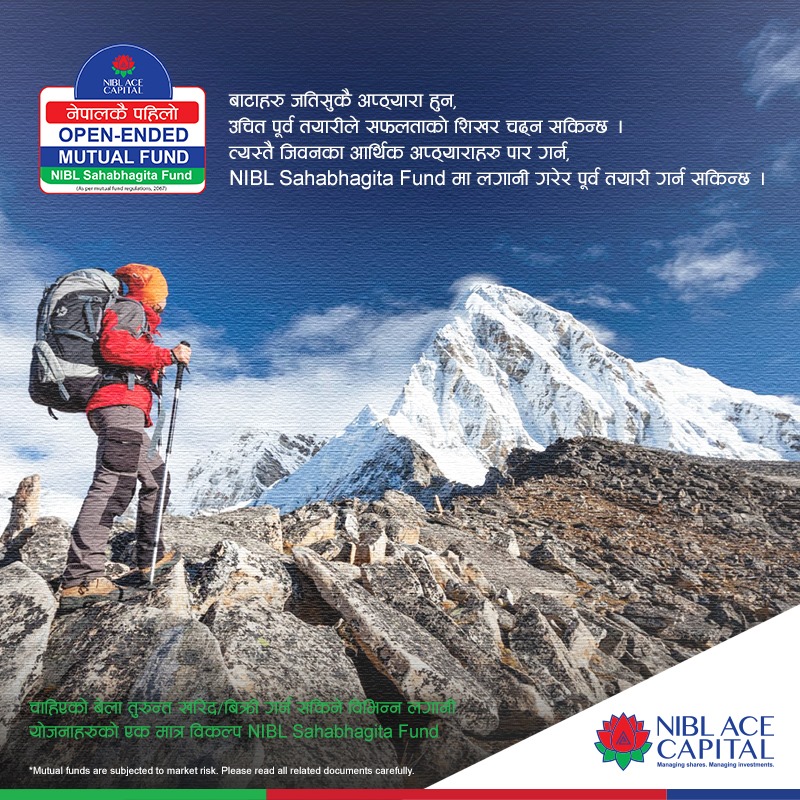 NIBL ACE
CAPITAL
नेपालकै पहिलो
OPEN-ENDED
MUTUAL FUND
NIBL Sahabhagita Fund
(As per mutual fund regulations, 2067)
बाटाहरु जतिसुकै अप्ठ्यारा हुन,
उचित पूर्व तयारीले सफलताको शिखर चढ्न सकिन्छ ।
त्यस्तै जिवनका आर्थिक अप्ठ्याराहरु पार गर्न,
NIBL Sahabhagita Fund मा लगानी गरेर पूर्व तयारी गर्न सकिन्छ ।
चाहिएको बेला तुरुन्त खरिद/बिक्री गर्न सकिने विभिन्न लगानी
योजनाहरुको एक मात्र विकल्प NIBL Sahabhagita Fund
NIBL ACE
CAPITAL
Managing shares. Managing investments.
*Mutual funds are subjected to market risk. Please read all related documents carefully.